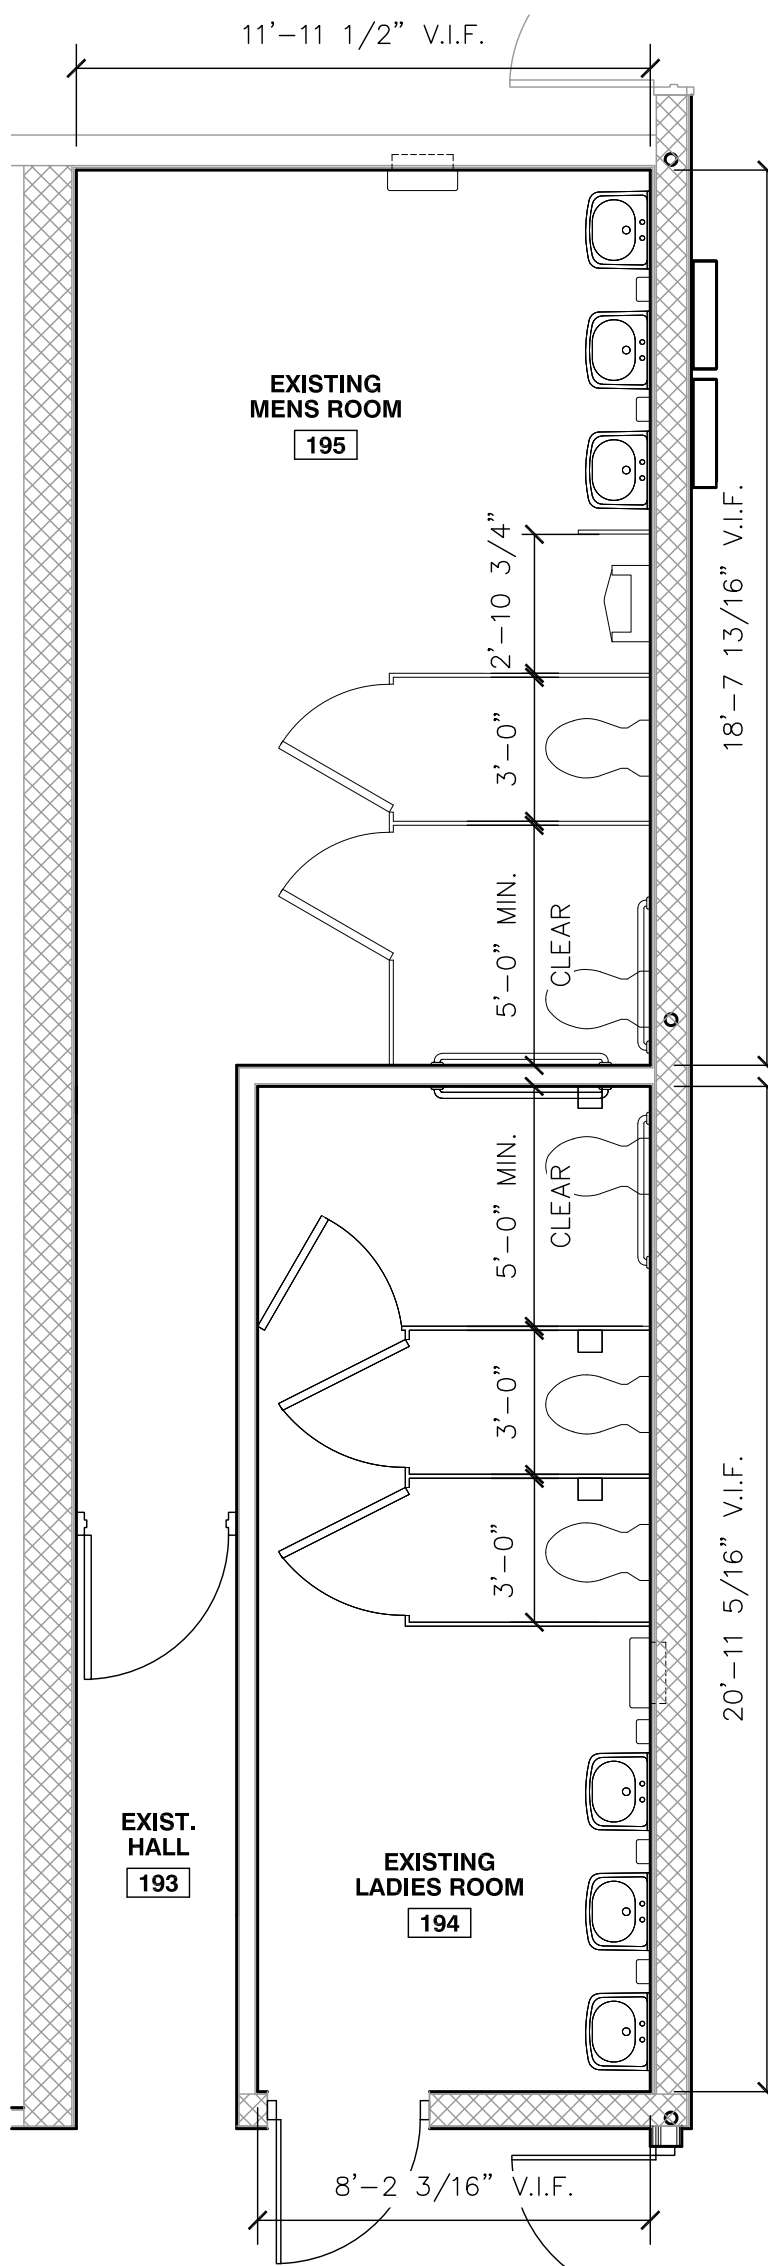 11'-11 1/2" V.I.F.
EXISTING
MENS ROOM
195
18'-7 13/16" V.I.F.
2'-10 3/4"
3'-0"
5'-0" MIN.
CLEAR
5'-0" MIN.
CLEAR
3'-0"
3'-0"
20'-11 5/16" V.I.F.
EXIST.
HALL
193
EXISTING
LADIES ROOM
194
8'-2 3/16" V.I.F.